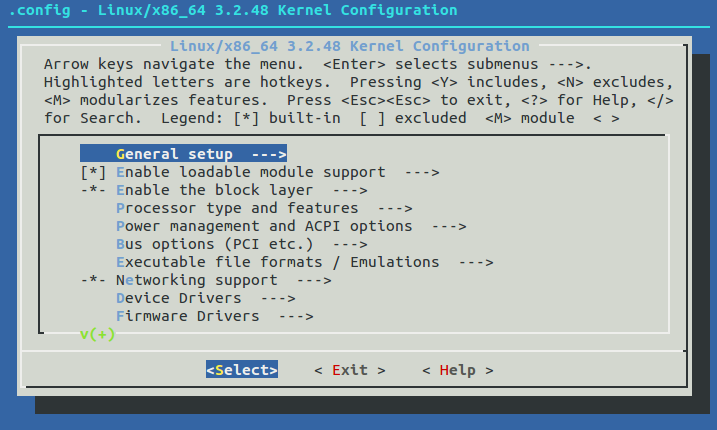 .config - Linux/x86_64 3.2.48 Kernel Configuration
Linux/x86_64 3.2.48 Kernel Configuration
Arrow keys navigate the menu.  <Enter> selects submenus --->.
Highlighted letters are hotkeys.  Pressing <Y> includes, <N> excludes,
<M> modularizes features.  Press <Esc><Esc> to exit, <?> for Help, </>
for Search.  Legend: [*] built-in  [ ] excluded  <M> module  < >
General setup  --->
[*] Enable loadable module support  --->
-*- Enable the block layer  --->
Processor type and features  --->
Power management and ACPI options  --->
Bus options (PCI etc.)  --->
Executable file formats / Emulations  --->
-*- Networking support  --->
Device Drivers  --->
Firmware Drivers  --->
v(+)
<Select>    < Exit >    < Help >